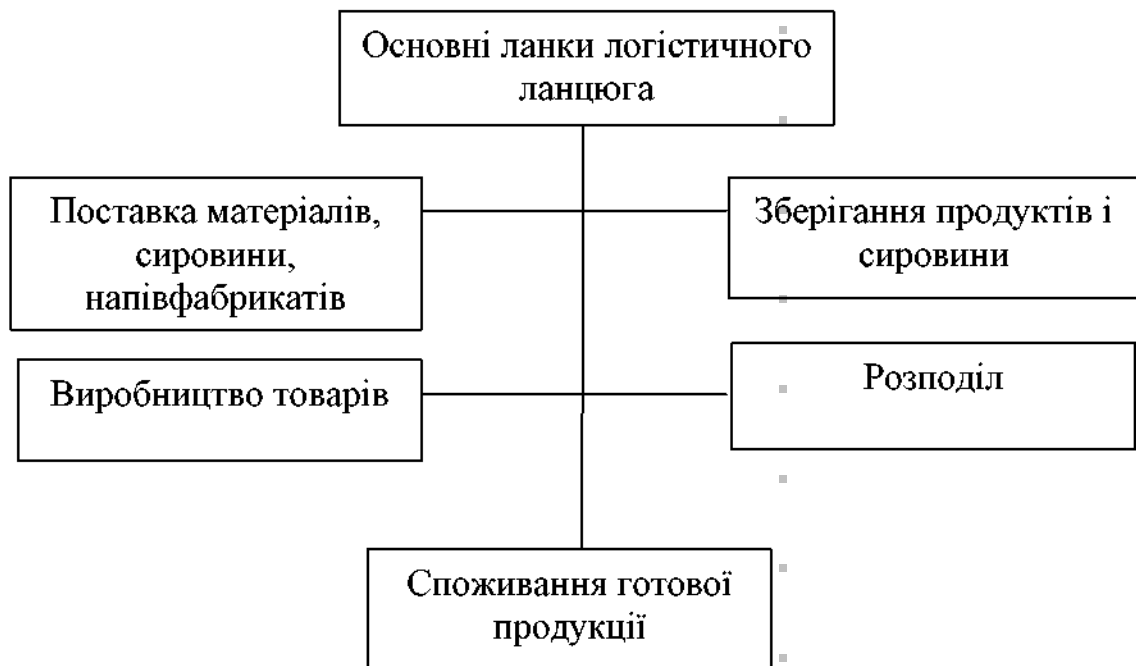 Основні ланки логістичного
ланцюга
Поставка матеріалів,
сировини,
напівфабрикатів
Зберігання продуктів і
сировини
Виробництво товарів
Розподіл
Споживання готової
продукції